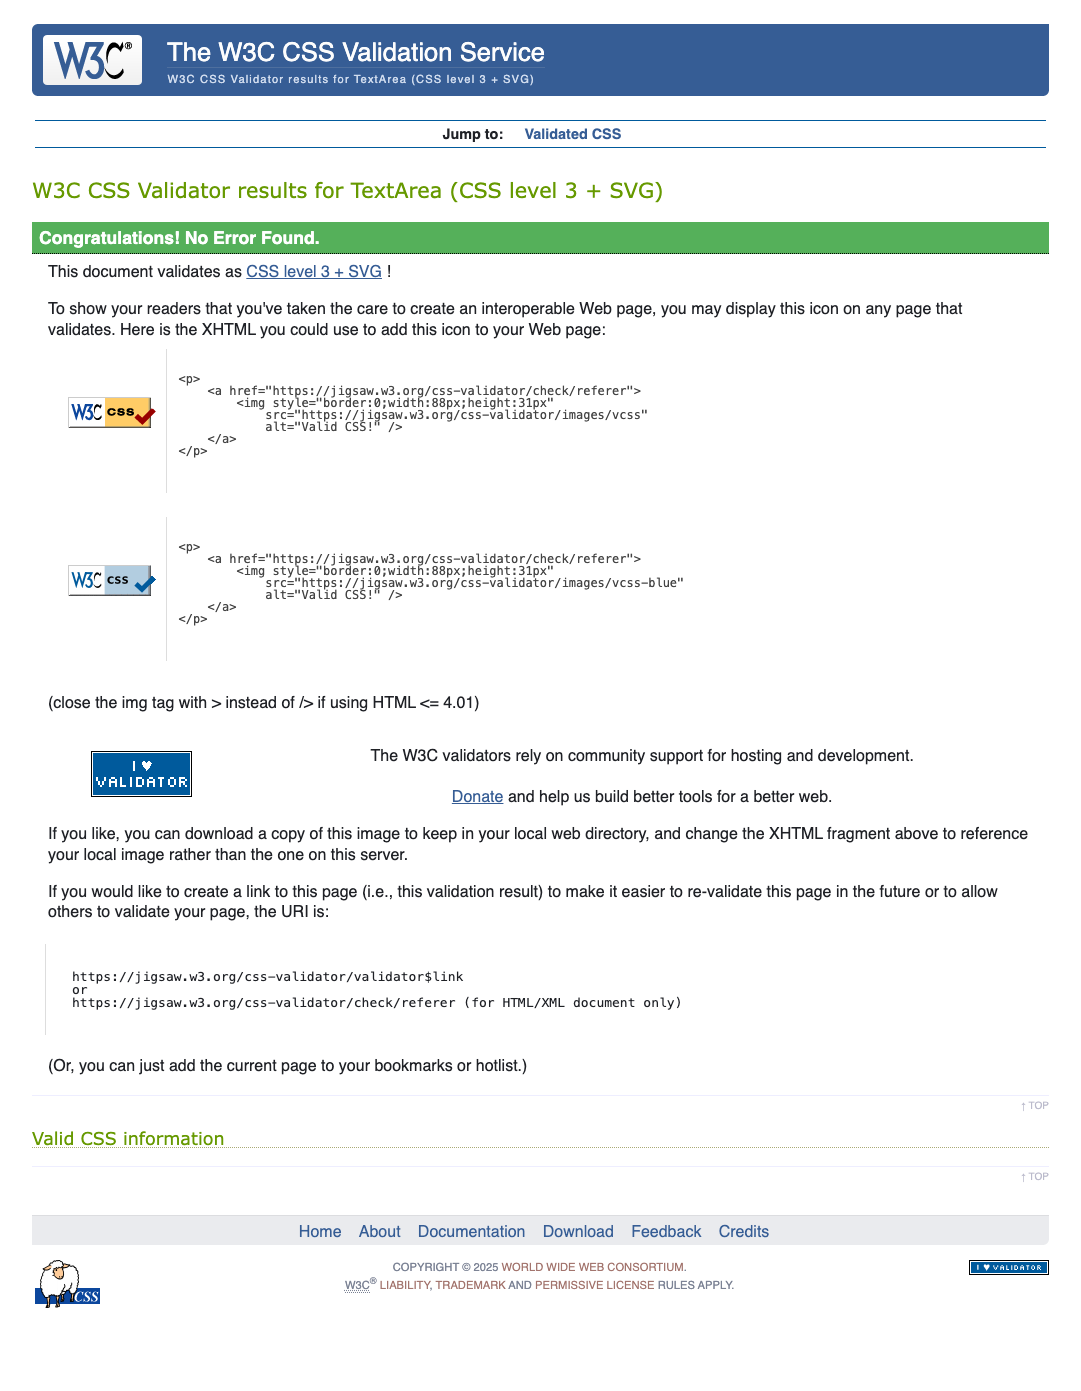 W3C®
The W3C CSS Validation Service
W3C CSS Validator results for TextArea (CSS level 3 + SVG)
Jump to: Validated CSS
W3C CSS Validator results for TextArea (CSS level 3 + SVG)
Congratulations! No Error Found.
This document validates as CSS level 3 + SVG !
To show your readers that you've taken the care to create an interoperable Web page, you may display this icon on any page that
validates. Here is the XHTML you could use to add this icon to your Web page:
W3C CSS
<p>
    <a href="https://jigsaw.w3.org/css-validator/check/referer">
        <img style="border:0;width:88px;height:31px"
            src="https://jigsaw.w3.org/css-validator/images/vcss"
            alt="Valid CSS!" />
    </a>
</p>
W3C CSS
<p>
    <a href="https://jigsaw.w3.org/css-validator/check/referer">
        <img style="border:0;width:88px;height:31px"
            src="https://jigsaw.w3.org/css-validator/images/vcss-blue"
            alt="Valid CSS!" />
    </a>
</p>
(close the img tag with > instead of /> if using HTML <= 4.01)
I ♥
VALIDATOR
The W3C validators rely on community support for hosting and development.
Donate and help us build better tools for a better web.
If you like, you can download a copy of this image to keep in your local web directory, and change the XHTML fragment above to reference
your local image rather than the one on this server.
If you would like to create a link to this page (i.e., this validation result) to make it easier to re-validate this page in the future or to allow
others to validate your page, the URI is:
https://jigsaw.w3.org/css-validator/validator$link
or
https://jigsaw.w3.org/css-validator/check/referer (for HTML/XML document only)
(Or, you can just add the current page to your bookmarks or hotlist.)
↑ TOP
Valid CSS information
↑ TOP
Home About Documentation Download Feedback Credits
CSS
COPYRIGHT © 2025 WORLD WIDE WEB CONSORTIUM.
W3C® LIABILITY, TRADEMARK AND PERMISSIVE LICENSE RULES APPLY.
I ♥ VALIDATOR